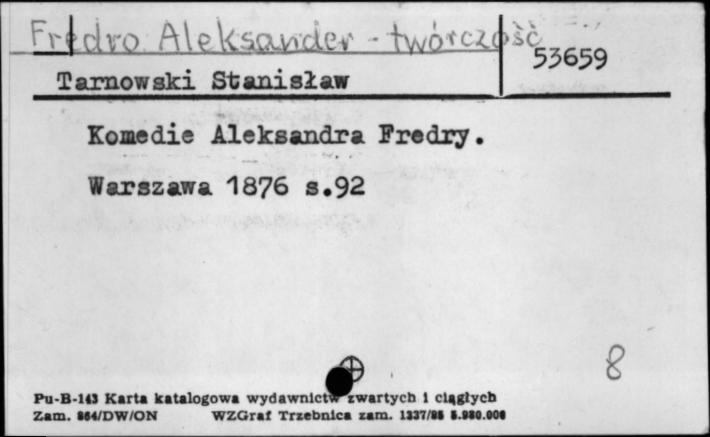 Fredro Aleksander - twórczość
53659
Tarnowski Stanisław
Komedie Aleksandra Fredry.
Warszawa 1876 s.92
8
Pu-B-143 Karta katalogowa wydawnictw zwartych i ciągłych
Zam. 864/DW/ON WZGraf Trzebnica zam. 1337/86 5.980.000